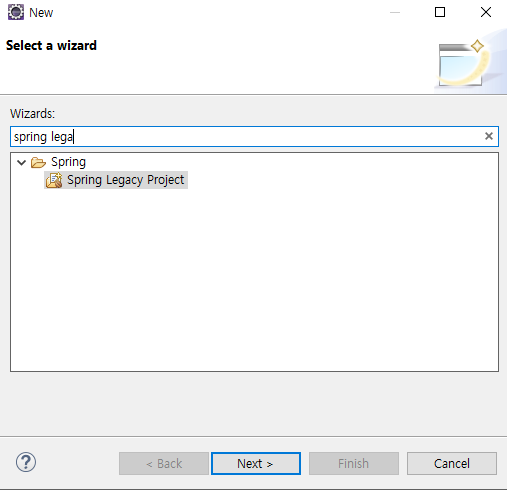 New
Select a wizard
Wizards:
spring lega
Spring
Spring Legacy Project
< Back
Next >
Finish
Cancel